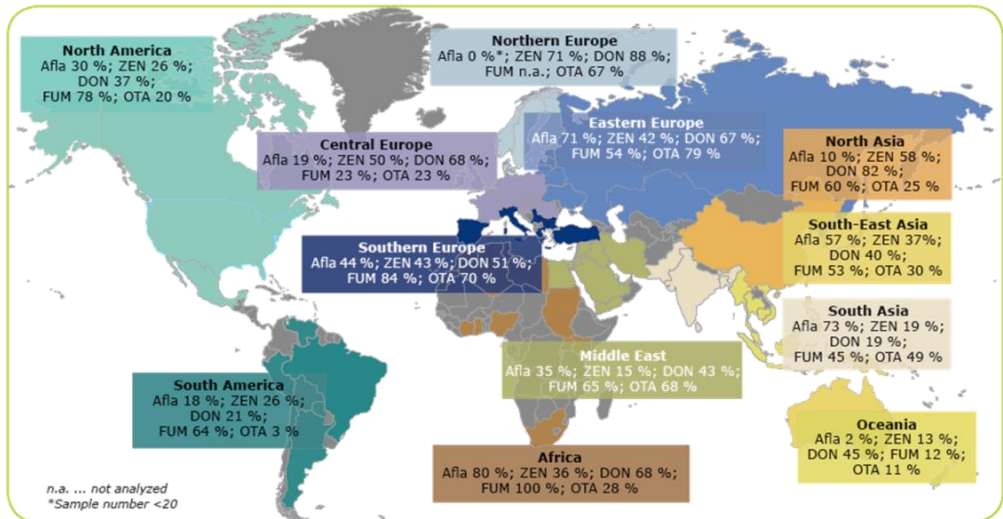 North America
Afla 30 %; ZEN 26 %;
DON 37 %;
FUM 78 %; OTA 20 %
Northern Europe
Afla 0 %*; ZEN 71 %; DON 88 %;
FUM n.a.; OTA 67 %
Eastern Europe
Afla 71 %; ZEN 42 %; DON 67 %;
FUM 54 %; OTA 79 %
Central Europe
Afla 19 %; ZEN 50 %; DON 68 %;
FUM 23 %; OTA 23 %
North Asia
Afla 10 %; ZEN 58 %;
DON 82 %;
FUM 60 %; OTA 25 %
Southern Europe
Afla 44 %; ZEN 43 %; DON 51 %;
FUM 84 %; OTA 70 %
South-East Asia
Afla 57 %; ZEN 37%;
DON 40 %;
FUM 53 %; OTA 30 %
South Asia
Afla 73 %; ZEN 19 %;
DON 19 %;
FUM 45 %; OTA 49 %
Middle East
Afla 35 %; ZEN 15 %; DON 43 %;
FUM 65 %; OTA 68 %
South America
Afla 18 %; ZEN 26 %;
DON 21 %;
FUM 64 %; OTA 3 %
Oceania
Afla 2 %; ZEN 13 %;
DON 45 %; FUM 12 %;
OTA 11 %
Africa
Afla 80 %; ZEN 36 %; DON 68 %;
FUM 100 %; OTA 28 %
n.a. ... not analyzed
*Sample number <20